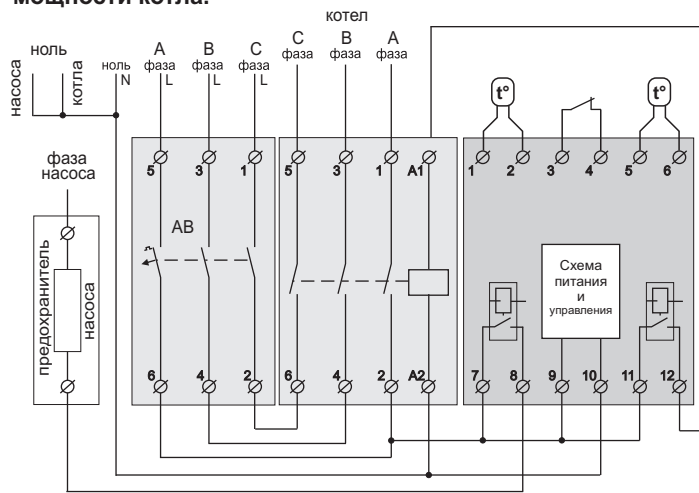 мощности котла.
котел
ноль
насоса
котла
ноль N
A фаза L
B фаза L
C фаза L
C фаза
B фаза
A фаза
t° t°
5 3 1 5 3 1 A1 1 2 3 4 5 6
фаза насоса
AB
предохранитель
насоса
Схема
питания
и
управления
6 4 2 6 4 2 A2 7 8 9 10 11 12